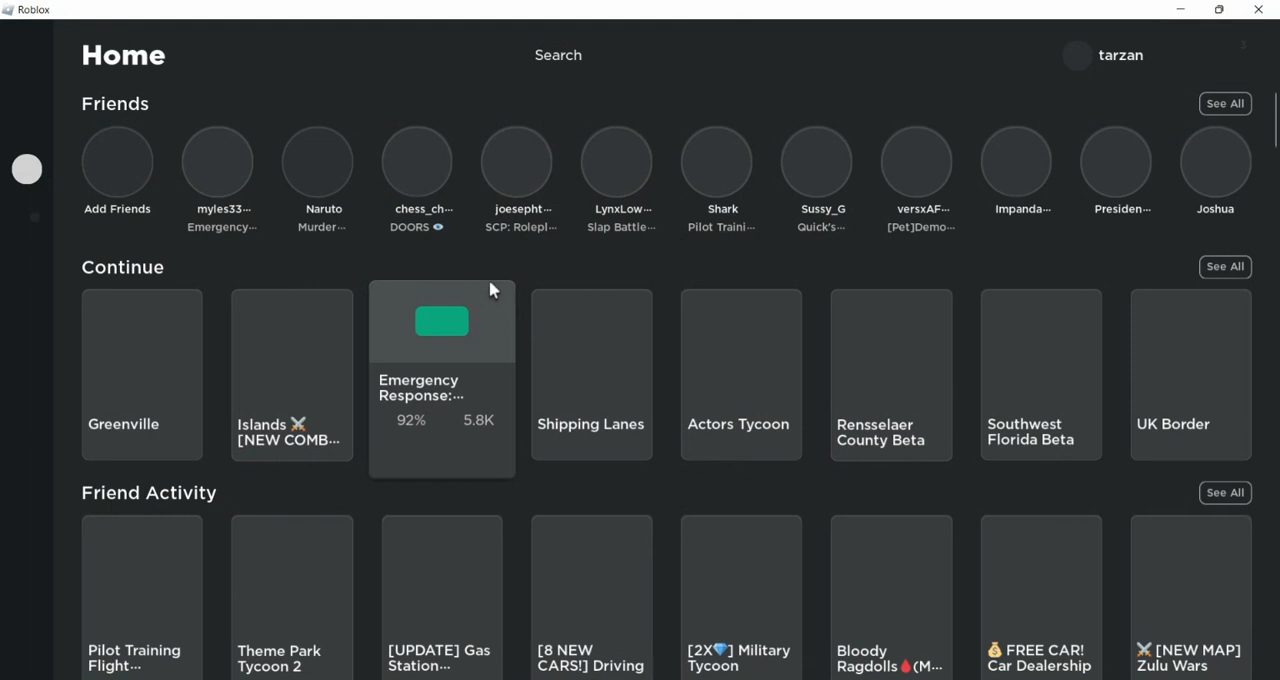 Roblox
Home
Search
tarzan
3
Friends
See All
Add Friends
myles33...
Naruto
chess_ch...
joesepht...
LynxLow...
Shark
Sussy_G
versxAF...
Impanda...
Presiden...
Joshua
Emergency...
Murder...
DOORS 👁
SCP: Rolepl...
Slap Battle...
Pilot Traini...
Quick's...
[Pet]Demo...
Continue
See All
Greenville
Islands ⚔️
[NEW COMB...
Emergency
Response:...
92% 5.8K
Shipping Lanes
Actors Tycoon
Rensselaer
County Beta
Southwest
Florida Beta
UK Border
Friend Activity
See All
Pilot Training
Flight...
Theme Park
Tycoon 2
[UPDATE] Gas
Station...
[8 NEW
CARS!] Driving
[2X💎] Military
Tycoon
Bloody
Ragdolls🩸(M...
💰 FREE CAR!
Car Dealership
⚔️ [NEW MAP]
Zulu Wars